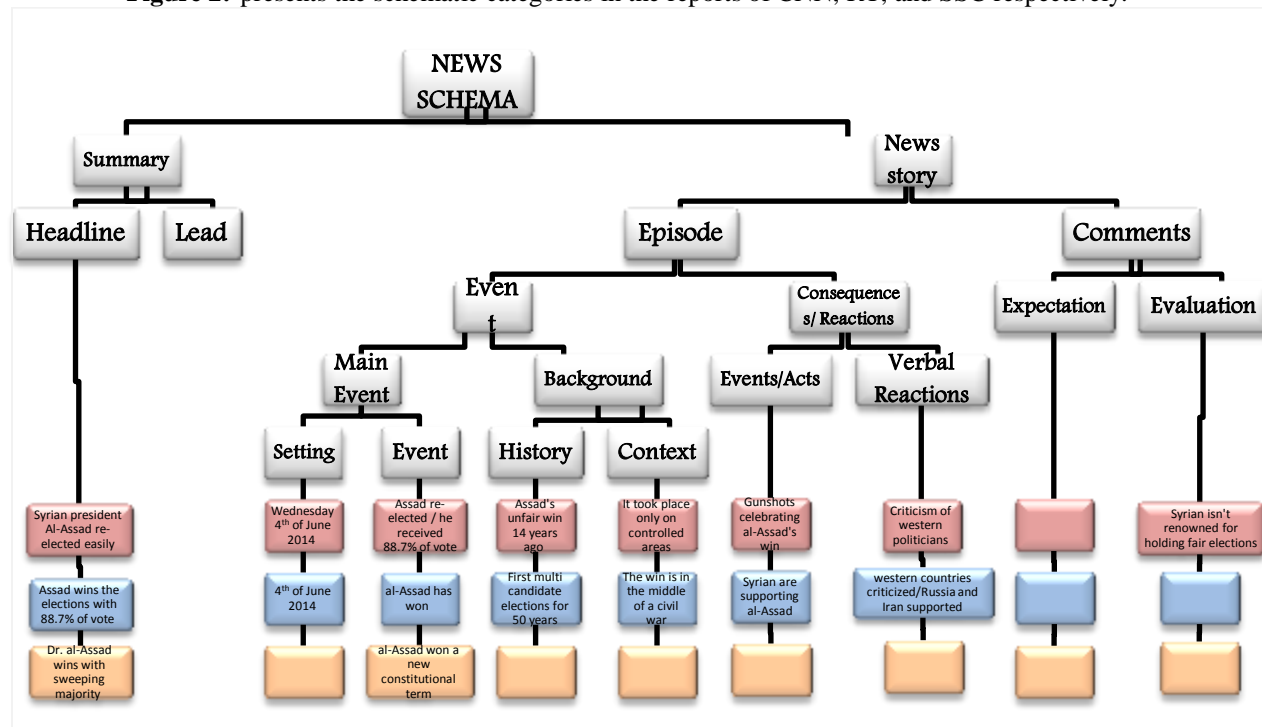 Figure 2: presents the schematic categories in the reports of CNN, RT, and SSC respectively.
NEWS
SCHEMA
Summary
News
story
Headline
Lead
Episode
Comments
Even
t
Consequence
s/ Reactions
Expectation
Evaluation
Main
Event
Background
Events/Acts
Verbal
Reactions
Setting
Event
History
Context
Syrian president
Al-Assad re-
elected easily
Wednesday
4th of June
2014
Assad re-
elected / he
received
88.7% of vote
Assad's
unfair win
14 years
ago
It took place
only on
controlled
areas
Gunshots
celebrating
al-Assad's
win
Criticism of
western
politicians
Syrian isn't
renowned for
holding fair elections
Assad wins the
elections with
88.7% of vote
4th of June
2014
al-Assad has
won
First multi
candidate
elections for
50 years
The win is in
the middle
of a civil
war
Syrian are
supporting
al-Assad
western countries
criticized/Russia and
Iran supported
Dr. al-Assad
wins with
sweeping
majority
al-Assad won a
new
constitutional
term